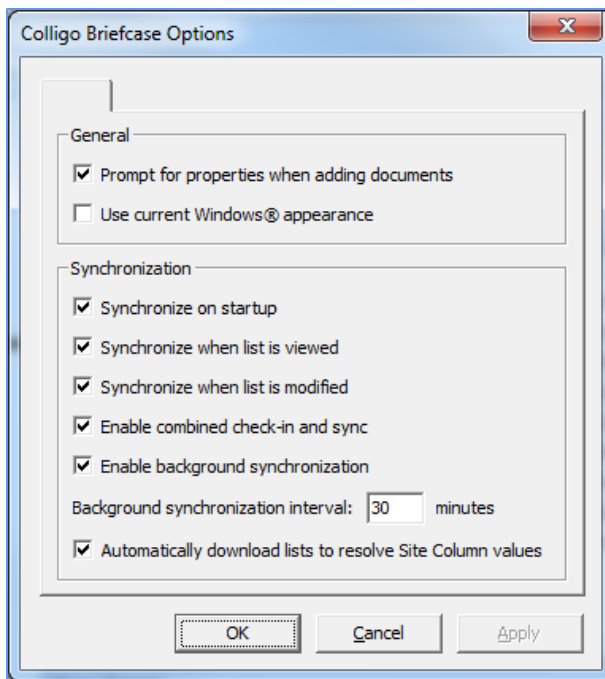 Colligo Briefcase Options
General
Prompt for properties when adding documents
Use current Windows® appearance
Synchronization
Synchronize on startup
Synchronize when list is viewed
Synchronize when list is modified
Enable combined check-in and sync
Enable background synchronization
Background synchronization interval: 30 minutes
Automatically download lists to resolve Site Column values
OK Cancel Apply